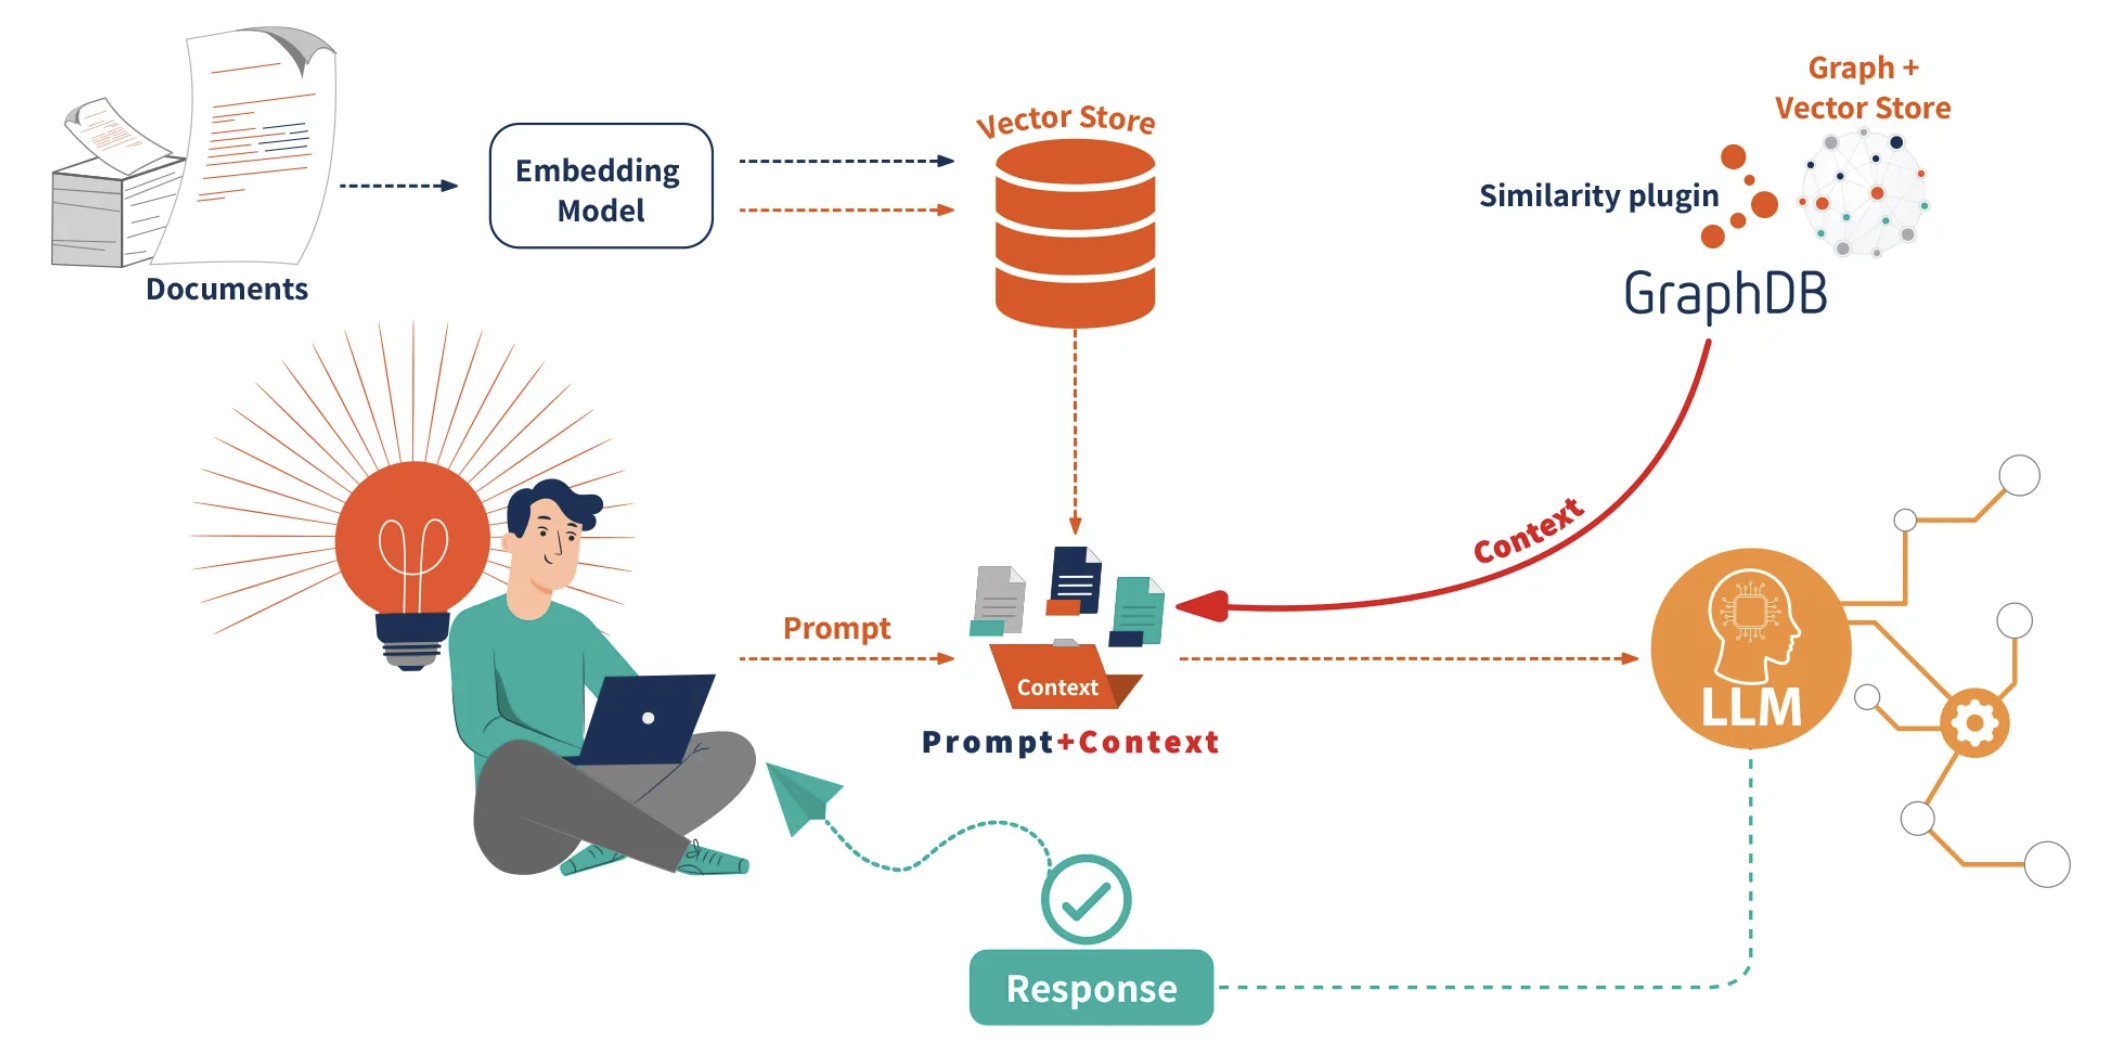 Graph +
Vector Store
Vector Store
Embedding
Model
Similarity plugin
Documents
GraphDB
Context
Prompt
Context
LLM
Prompt+Context
Response